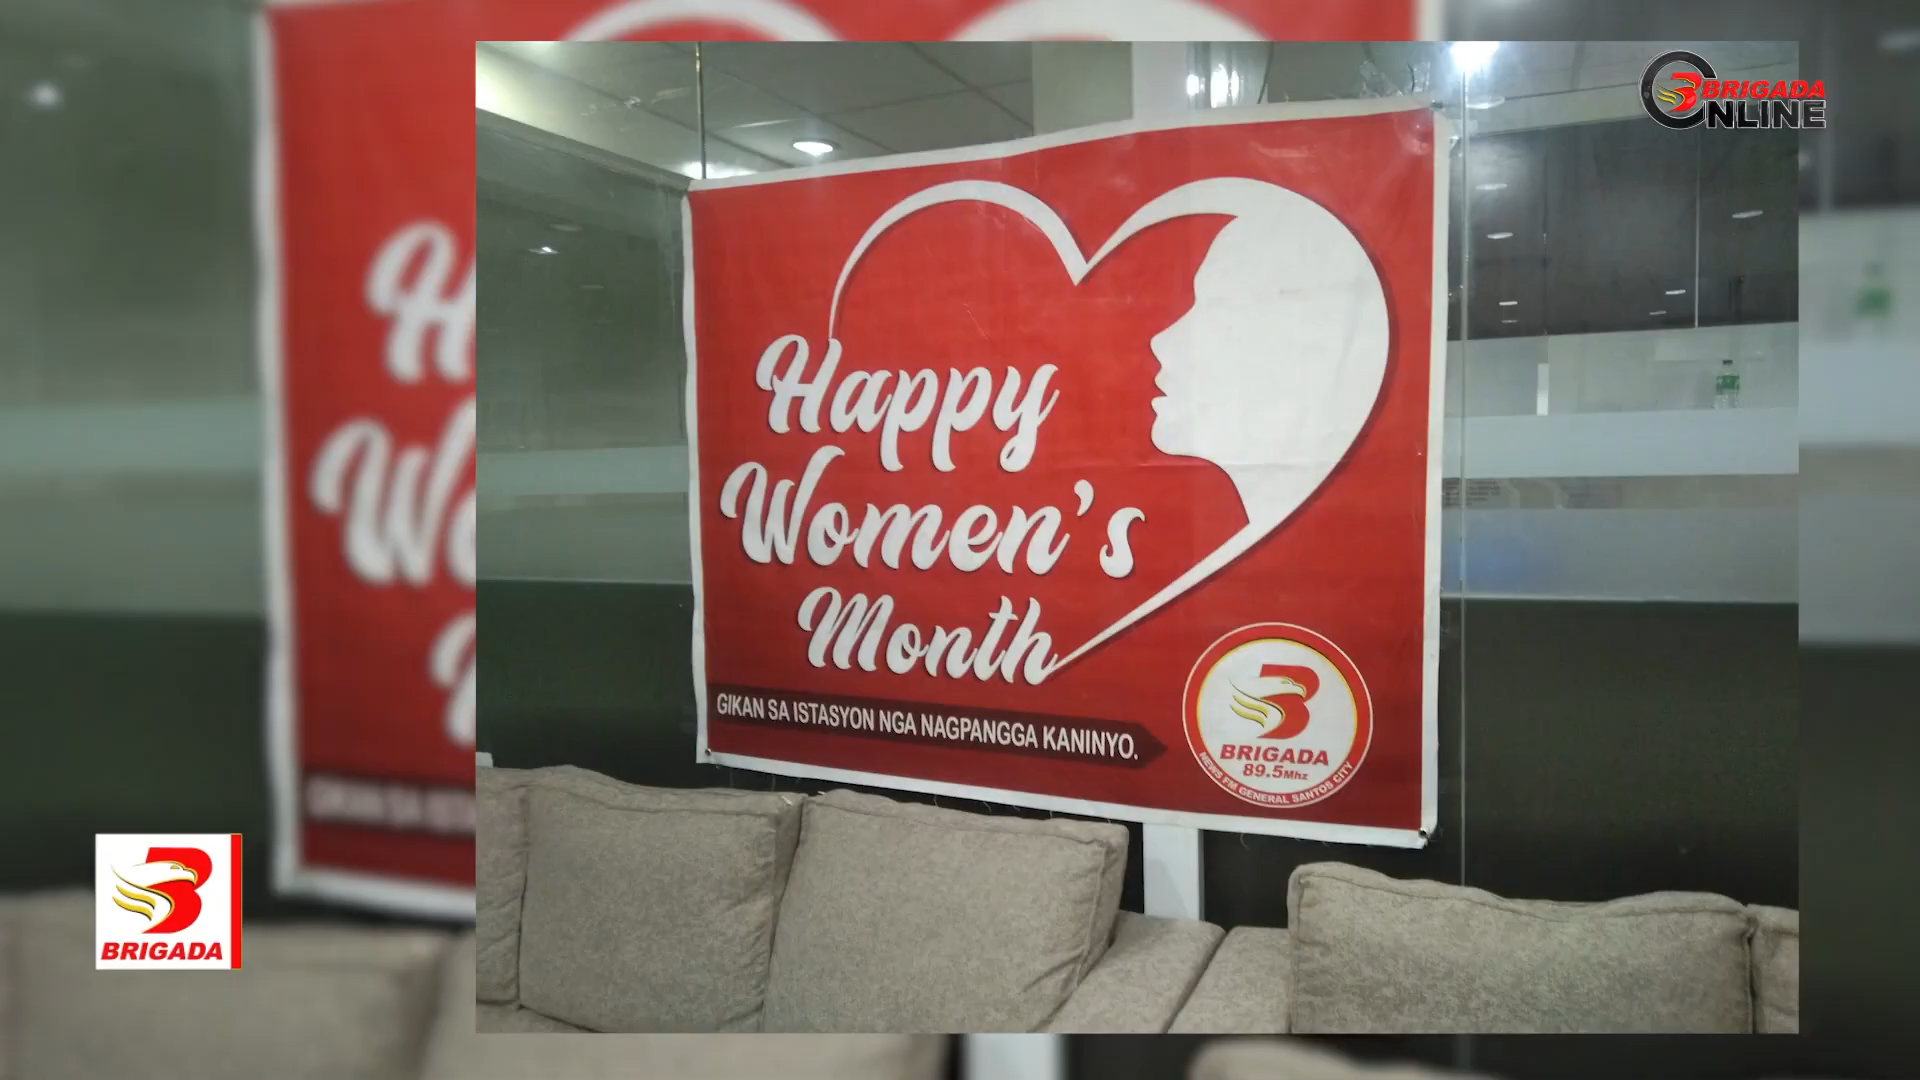 BRIGADA
ONLINE
Happy
Women's
Month
GIKAN SA ISTASYON NGA NAGPANGGA KANINYO.
BRIGADA
89.5Mhz
NEWS FM GENERAL SANTOS CITY
BRIGADA